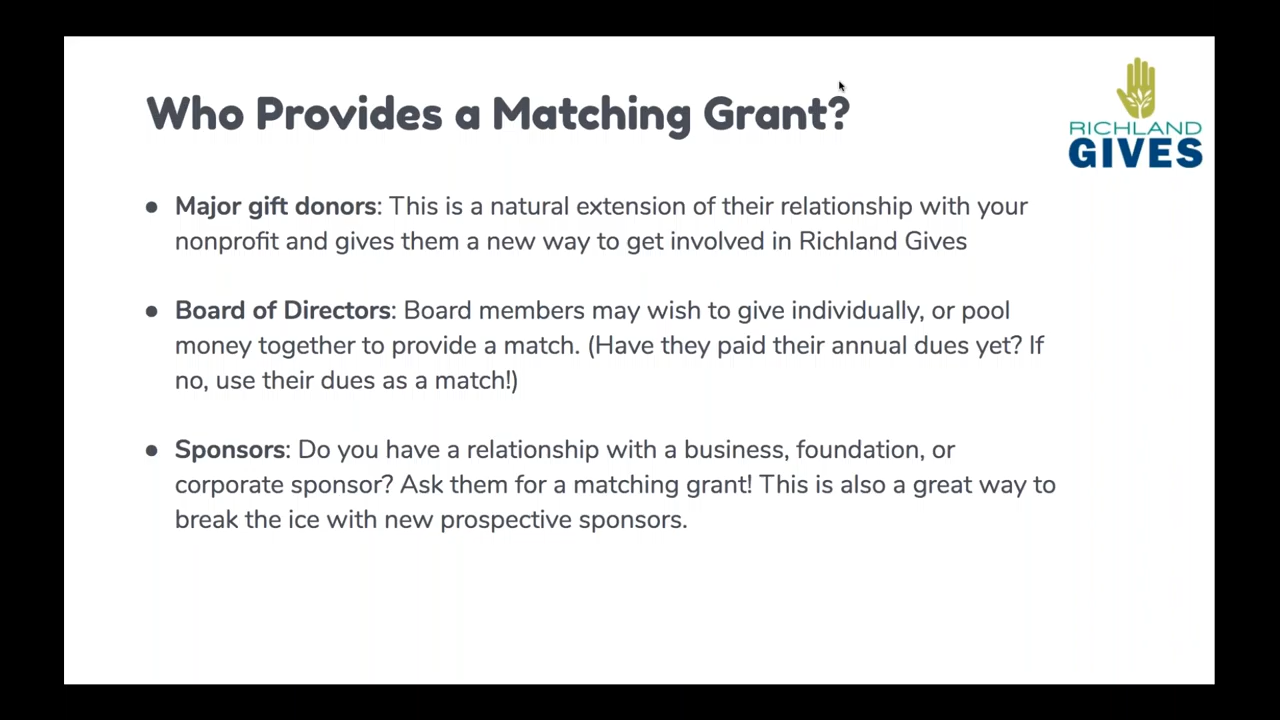 Who Provides a Matching Grant?
RICHLAND
GIVES
● Major gift donors: This is a natural extension of their relationship with your
nonprofit and gives them a new way to get involved in Richland Gives
● Board of Directors: Board members may wish to give individually, or pool
money together to provide a match. (Have they paid their annual dues yet? If
no, use their dues as a match!)
● Sponsors: Do you have a relationship with a business, foundation, or
corporate sponsor? Ask them for a matching grant! This is also a great way to
break the ice with new prospective sponsors.